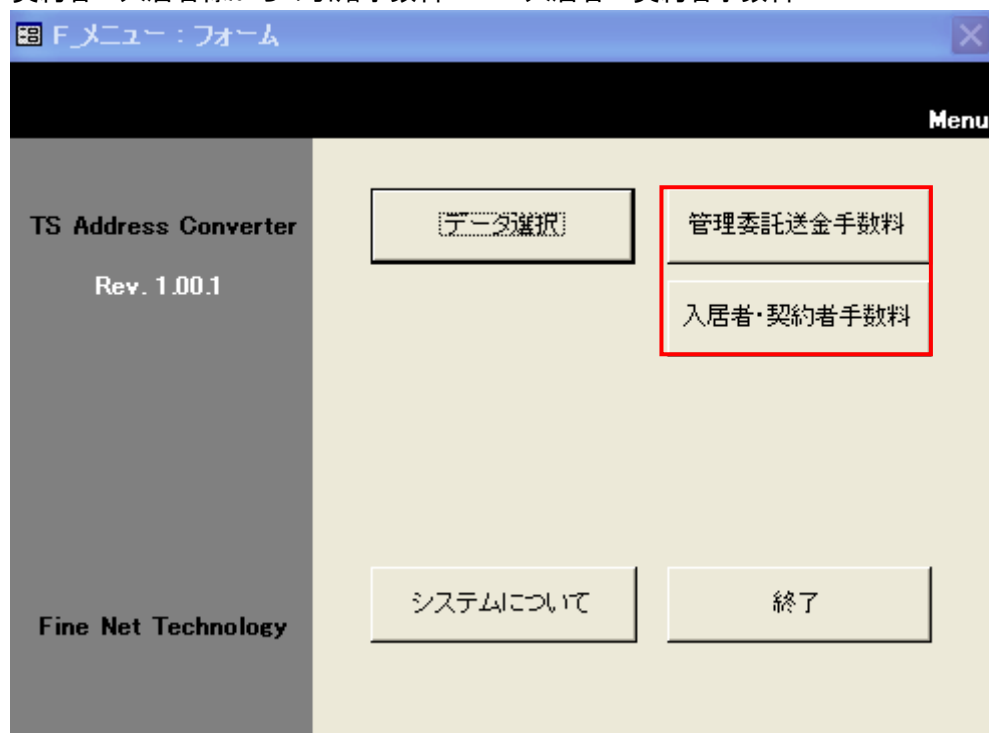 F_メニュー : フォーム
Menu
TS Address Converter
Rev. 1.00.1
データ選択
管理委託送金手数料
入居者・契約者手数料
システムについて
終了
Fine Net Technology